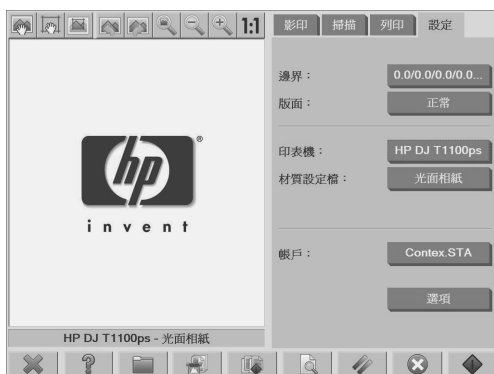 1:1
影印 掃描 列印 設定
邊界： 0.0/0.0/0.0/0.0...
版面： 正常
印表機： HP DJ T1100ps
材質設定檔： 光面相紙
帳戶： Contex.STA
選項
hp ®
invent
HP DJ T1100ps - 光面相紙